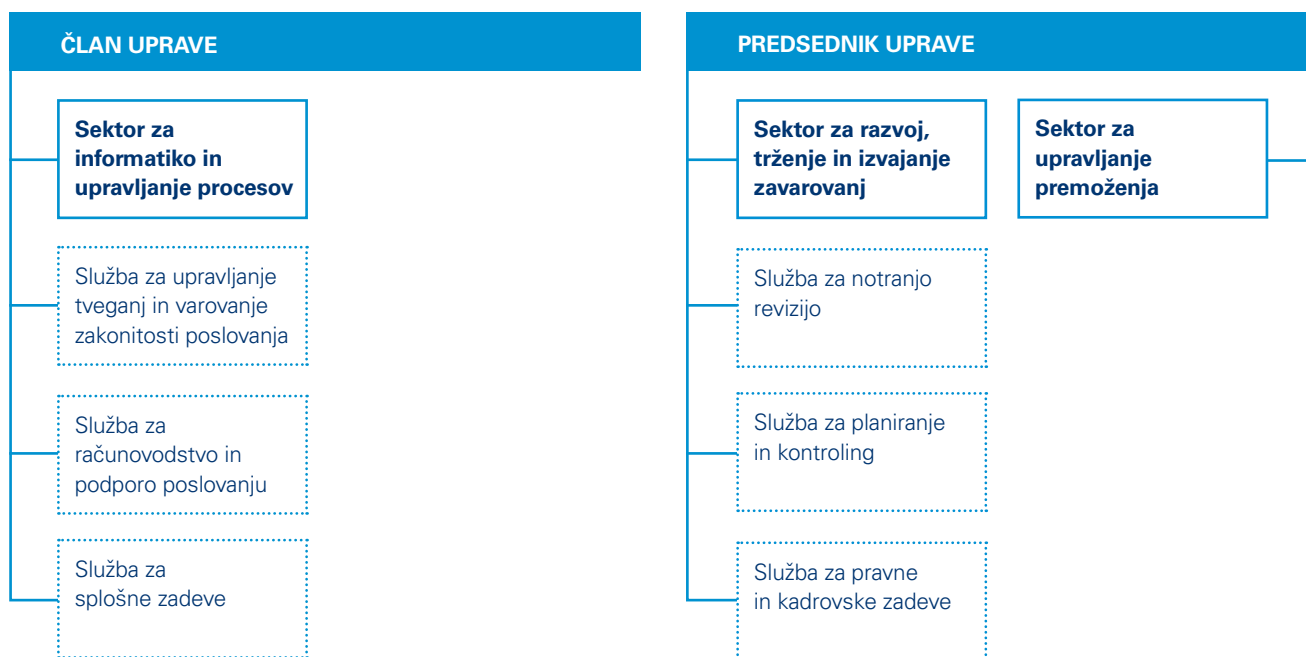 ČLAN UPRAVE
Sektor za
informatiko in
upravljanje procesov
Služba za upravljanje
tveganj in varovanje
zakonitosti poslovanja
Služba za
računovodstvo in
podporo poslovanju
Služba za
splošne zadeve
PREDSEDNIK UPRAVE
Sektor za razvoj,
trženje in izvajanje
zavarovanj
Sektor za
upravljanje
premoženja
Služba za notranjo
revizijo
Služba za planiranje
in kontroling
Služba za pravne
in kadrovske zadeve